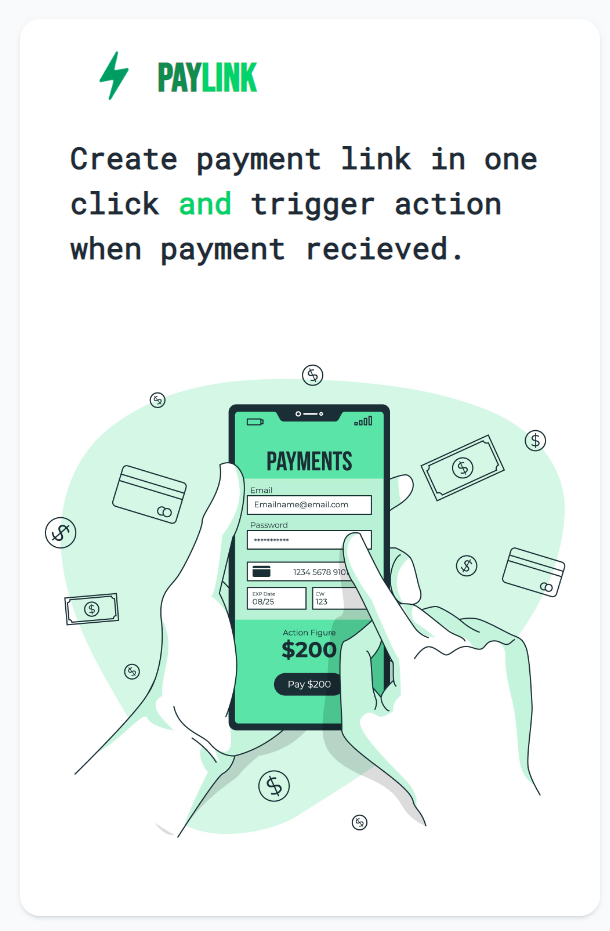 PAYLINK
Create payment link in one
click and trigger action
when payment recieved.
PAYMENTS
Email
Emailname@email.com
Password
***********
1234 5678 910
EXP Date
CW
08/25
123
Action Figure
$200
Pay $200